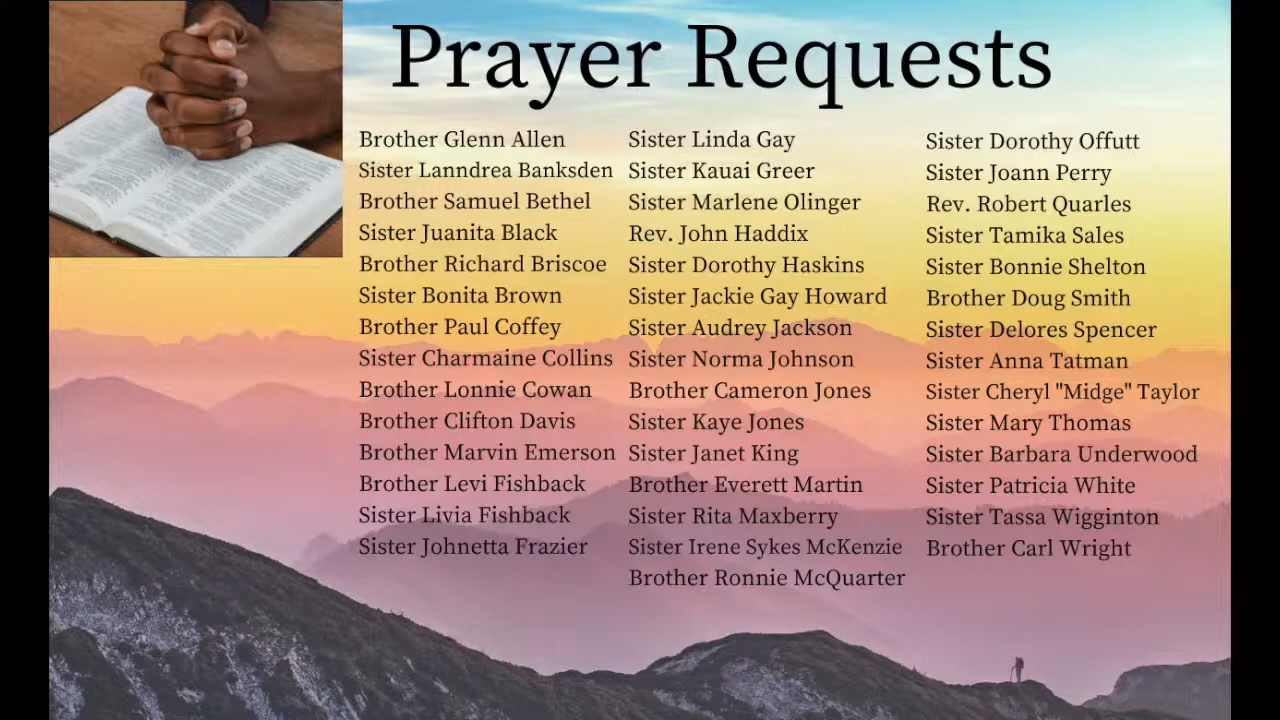 Prayer Requests
Brother Glenn Allen
Sister Lanndrea Banksden
Brother Samuel Bethel
Sister Juanita Black
Brother Richard Briscoe
Sister Bonita Brown
Brother Paul Coffey
Sister Charmaine Collins
Brother Lonnie Cowan
Brother Clifton Davis
Brother Marvin Emerson
Brother Levi Fishback
Sister Livia Fishback
Sister Johnetta Frazier
Sister Linda Gay
Sister Kauai Greer
Sister Marlene Olinger
Rev. John Haddix
Sister Dorothy Haskins
Sister Jackie Gay Howard
Sister Audrey Jackson
Sister Norma Johnson
Brother Cameron Jones
Sister Kaye Jones
Sister Janet King
Brother Everett Martin
Sister Rita Maxberry
Sister Irene Sykes McKenzie
Brother Ronnie McQuarter
Sister Dorothy Offutt
Sister Joann Perry
Rev. Robert Quarles
Sister Tamika Sales
Sister Bonnie Shelton
Brother Doug Smith
Sister Delores Spencer
Sister Anna Tatman
Sister Cheryl "Midge" Taylor
Sister Mary Thomas
Sister Barbara Underwood
Sister Patricia White
Sister Tassa Wigginton
Brother Carl Wright